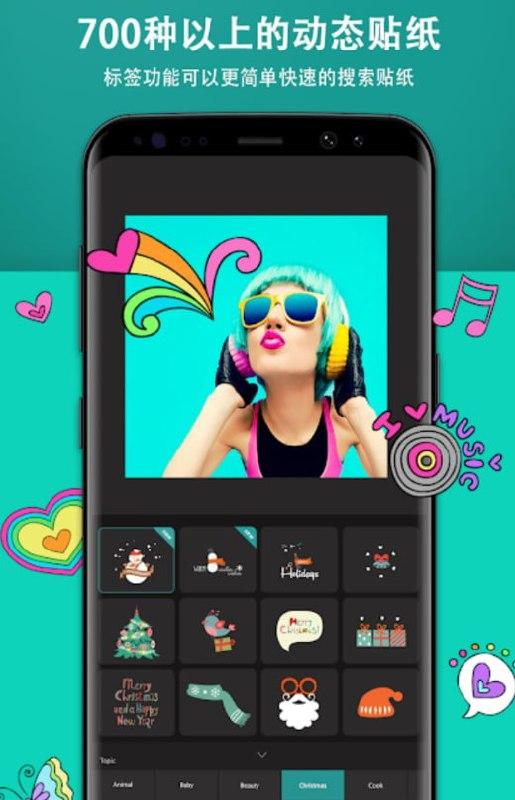 700种以上的动态贴纸
标签功能可以更简单快速的搜索贴纸
I MUSIC
NEW
NEW
Holidays
Merry
Christmas!
Merry
Christmas
and a Happy
New Year
Topic
Animal
Baby
Beauty
Christmas
Cook